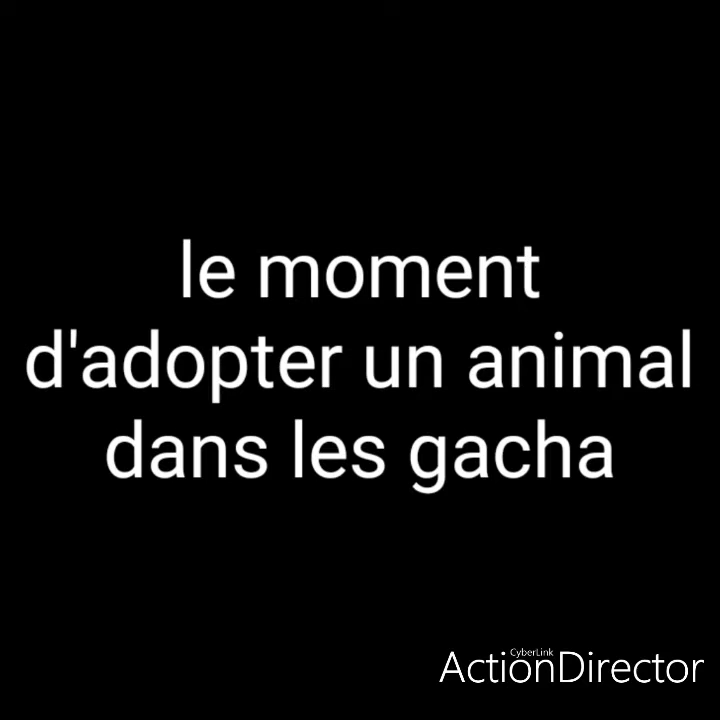 le moment
d'adopter un animal
dans les gacha
CyberLink
ActionDirector